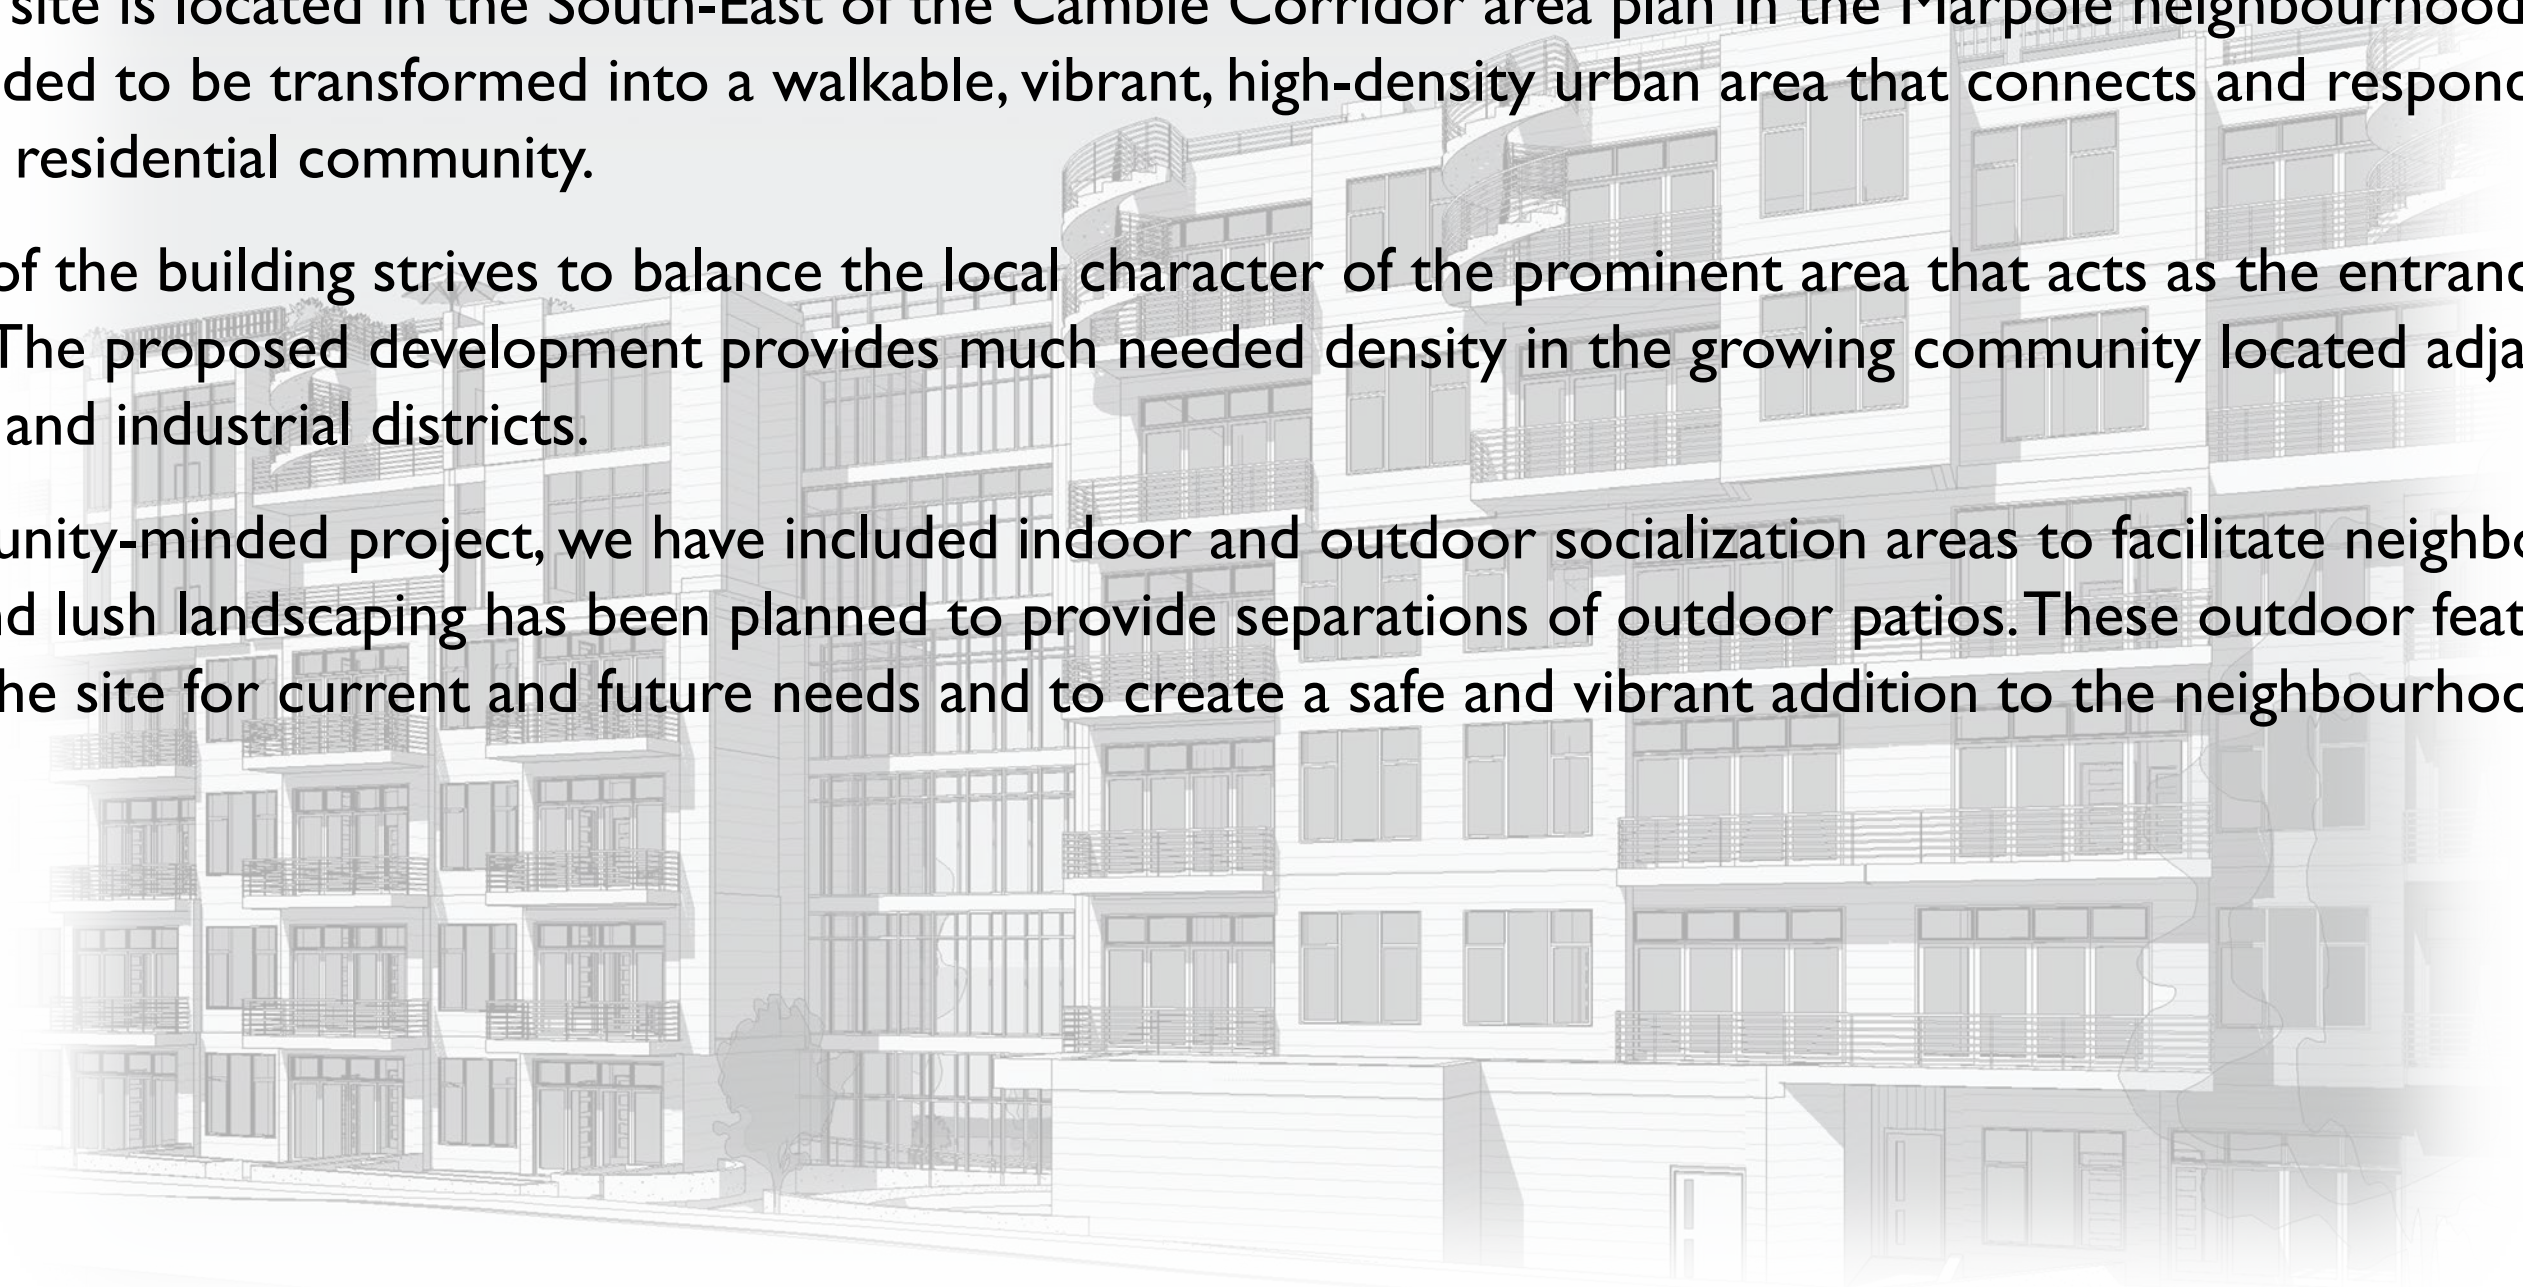 site is located in the South-East of the Cambie Corridor area plan in the Marpole neighbourhood
ded to be transformed into a walkable, vibrant, high-density urban area that connects and respon
residential community.
of the building strives to balance the local character of the prominent area that acts as the entranc
The proposed development provides much needed density in the growing community located adja
and industrial districts.
unity-minded project, we have included indoor and outdoor socialization areas to facilitate neighbo
nd lush landscaping has been planned to provide separations of outdoor patios. These outdoor feat
he site for current and future needs and to create a safe and vibrant addition to the neighbourhoo